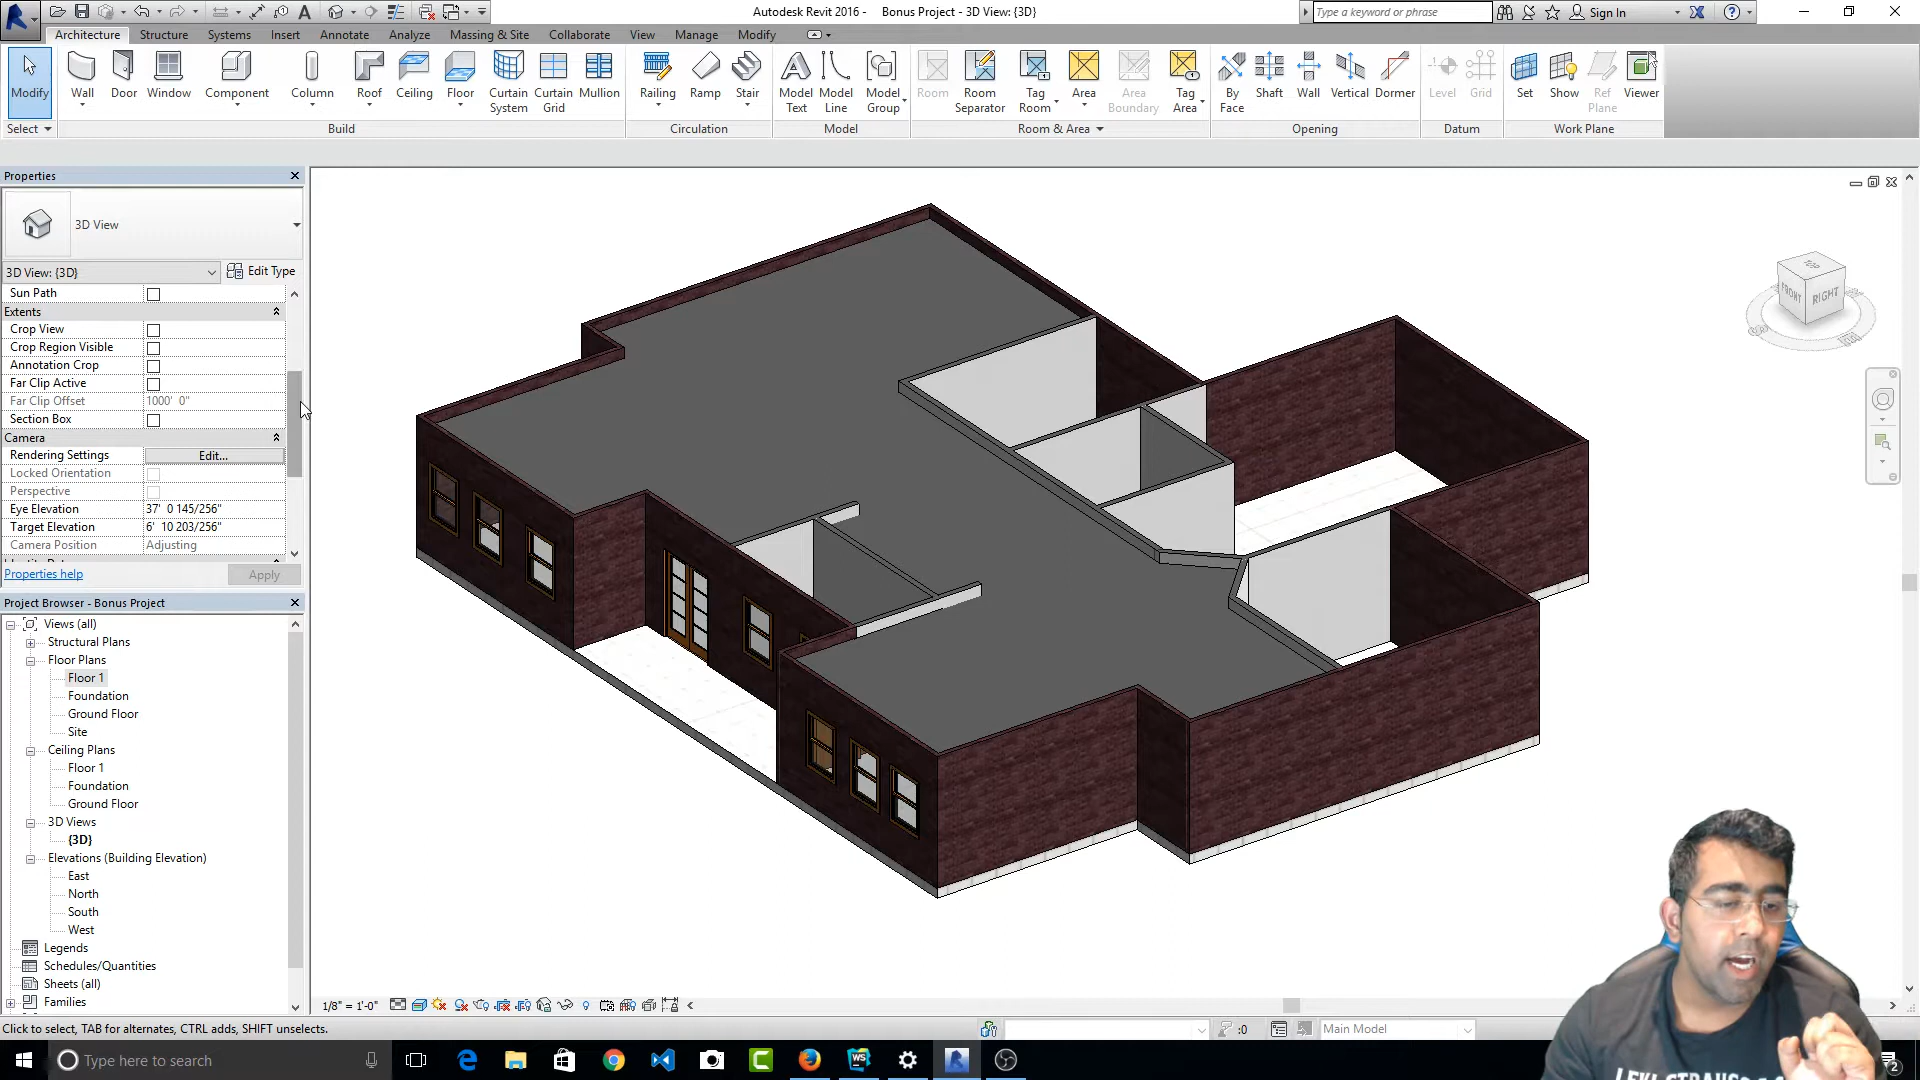 Autodesk Revit 2016 - Bonus Project - 3D View: {3D}
Type a keyword or phrase
Sign In
Architecture Structure Systems Insert Annotate Analyze Massing & Site Collaborate View Manage Modify
Modify Wall Door Window Component Column Roof Ceiling Floor Curtain System Curtain Grid Mullion Railing Ramp Stair Model Text Model Line Model Group Room Room Separator Tag Room Area Area Boundary Tag Area By Face Shaft Wall Vertical Dormer Level Grid Set Show Ref Plane Viewer
Select Build Circulation Model Room & Area Opening Datum Work Plane
Properties
3D View
3D View: {3D} Edit Type
Sun Path
Extents
Crop View
Crop Region Visible
Annotation Crop
Far Clip Active
Far Clip Offset 1000' 0"
Section Box
Camera
Rendering Settings Edit...
Locked Orientation
Perspective
Eye Elevation 37' 0 145/256"
Target Elevation 6' 10 203/256"
Camera Position Adjusting
Properties help Apply
Project Browser - Bonus Project
Views (all)
Structural Plans
Floor Plans
Floor 1
Foundation
Ground Floor
Site
Ceiling Plans
Floor 1
Foundation
Ground Floor
3D Views
{3D}
Elevations (Building Elevation)
East
North
South
West
Legends
Schedules/Quantities
Sheets (all)
Families
TOP
FRONT
RIGHT
1/8" = 1'-0"
Click to select, TAB for alternates, CTRL adds, SHIFT unselects.
:0
Main Model
Type here to search
WS
2